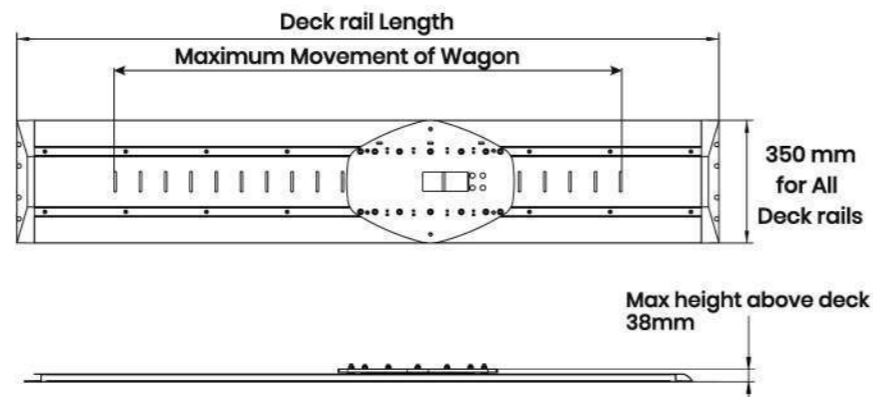 Deck rail Length
Maximum Movement of Wagon
350 mm
for All
Deck rails
Max height above deck
38mm